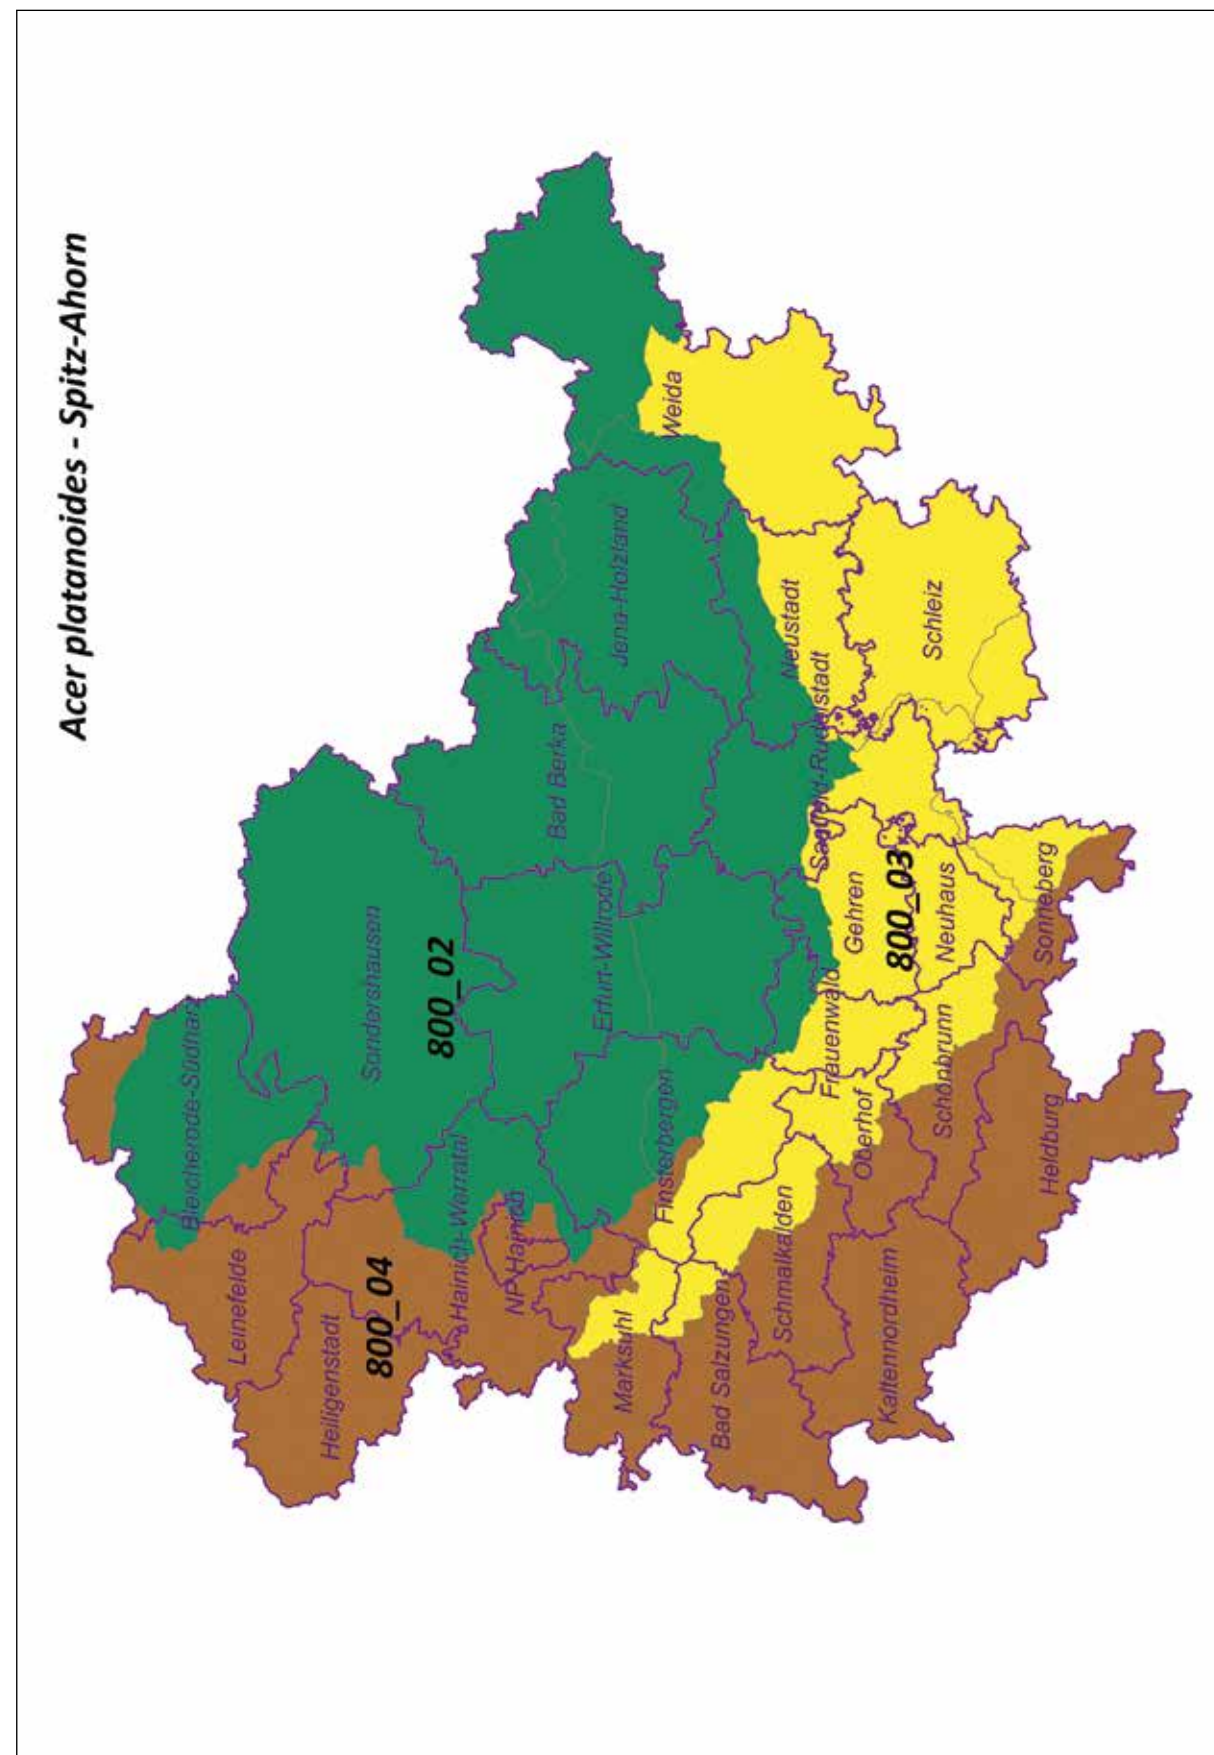 Acer platanoides - Spitz-Ahorn
Bleicherode-Südharz
Leinefelde
Heiligenstadt
Sondershausen
800_02
800_04
Hainich-Werratal
NP Hainich
Bad Berka
Erfurt-Willrode
Jena-Holzland
Weida
Finsterbergen
Marksuhl
Bad Salzungen
Schmalkalden
Neustadt
Saalfeld-Rudolstadt
Frauenwald
Oberhof
Gehren
800_03
Kaltennordheim
Schleiz
Neuhaus
Schönbrunn
Sonneberg
Heldburg